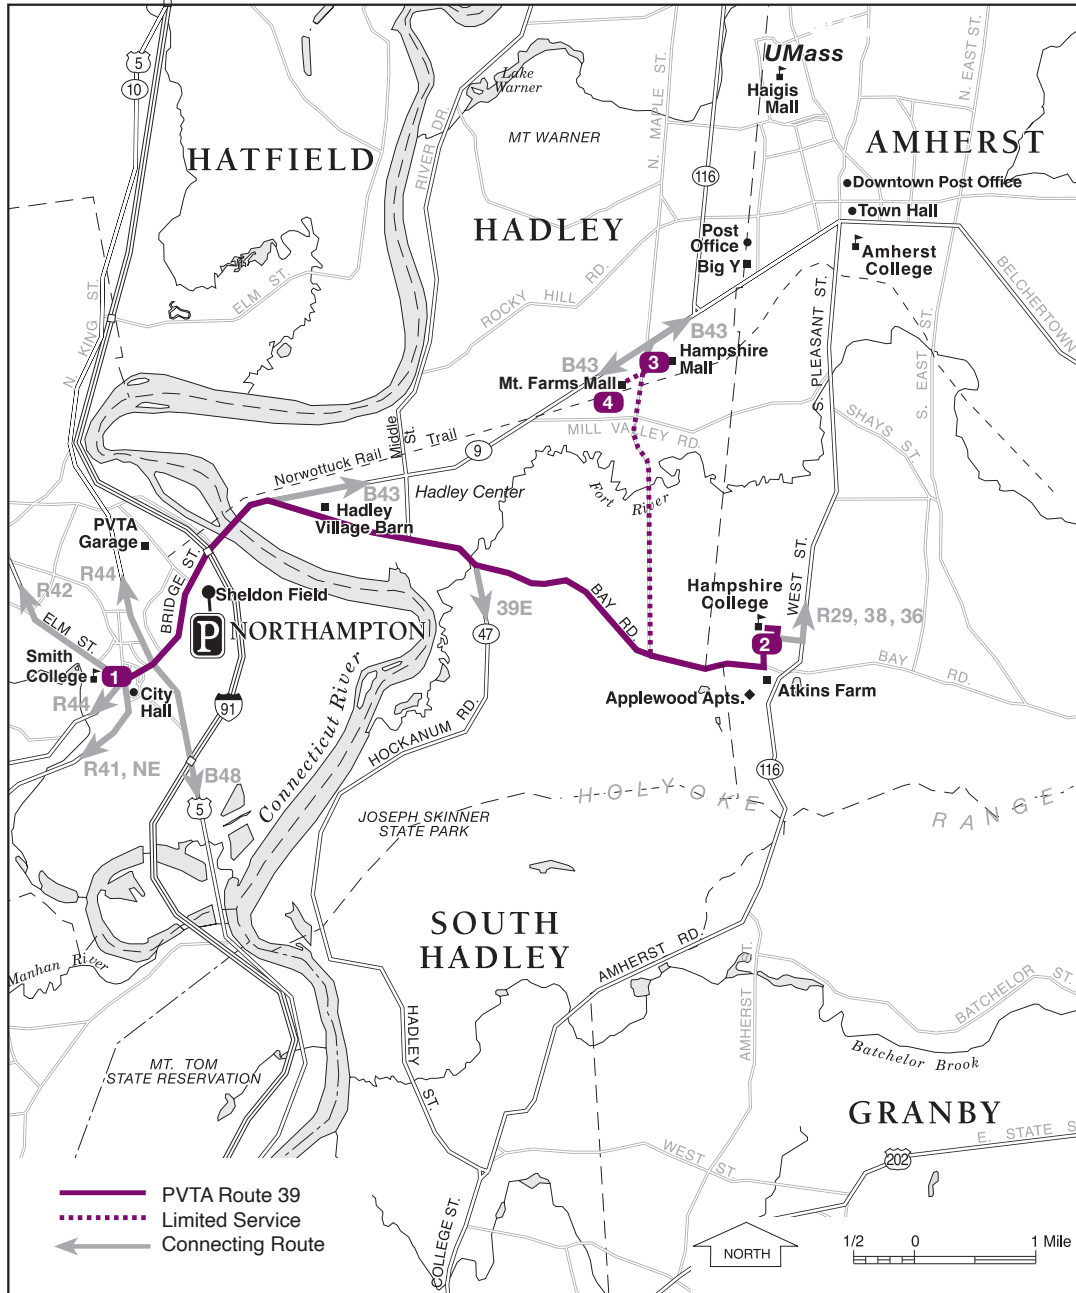 UMass
Haigis
Mall
N. EAST ST.
5
10
Lake
Warner
N. MAPLE ST.
RIVER DR.
MT WARNER
HATFIELD
AMHERST
116
Downtown Post Office
Town Hall
HADLEY
Post
Office
Big Y
Amherst
College
BELCHERTOWN
ELM ST.
ROCKY HILL RD.
N. KING ST.
S. PLEASANT ST.
S. EAST ST.
B43
B43
3
Hampshire
Mall
Mt. Farms Mall
4
SHAYS ST.
MILL VALLEY RD.
Middle
St.
Norwottuck Rail Trail
9
Fort
River
B43
Hadley Center
Hadley
Village Barn
PVTA
Garage
R44
R42
BRIDGE ST.
Sheldon Field
P
NORTHAMPTON
ELM ST.
Smith
College
1
City
Hall
R44
R41, NE
91
B48
5
39E
47
BAY RD.
Hampshire
College
2
WEST ST.
R29, 38, 36
BAY RD.
Applewood Apts.
Atkins Farm
Connecticut River
HOCKANUM RD.
116
HOLYOKE RANGE
JOSEPH SKINNER
STATE PARK
SOUTH
HADLEY
AMHERST RD.
Manhan River
HADLEY ST.
AMHERST ST.
BATCHELOR ST.
Batchelor Brook
MT. TOM
STATE RESERVATION
GRANBY
E. STATE S
202
WEST ST.
COLLEGE ST.
PVTA Route 39
Limited Service
Connecting Route
NORTH
1/2 0 1 Mile